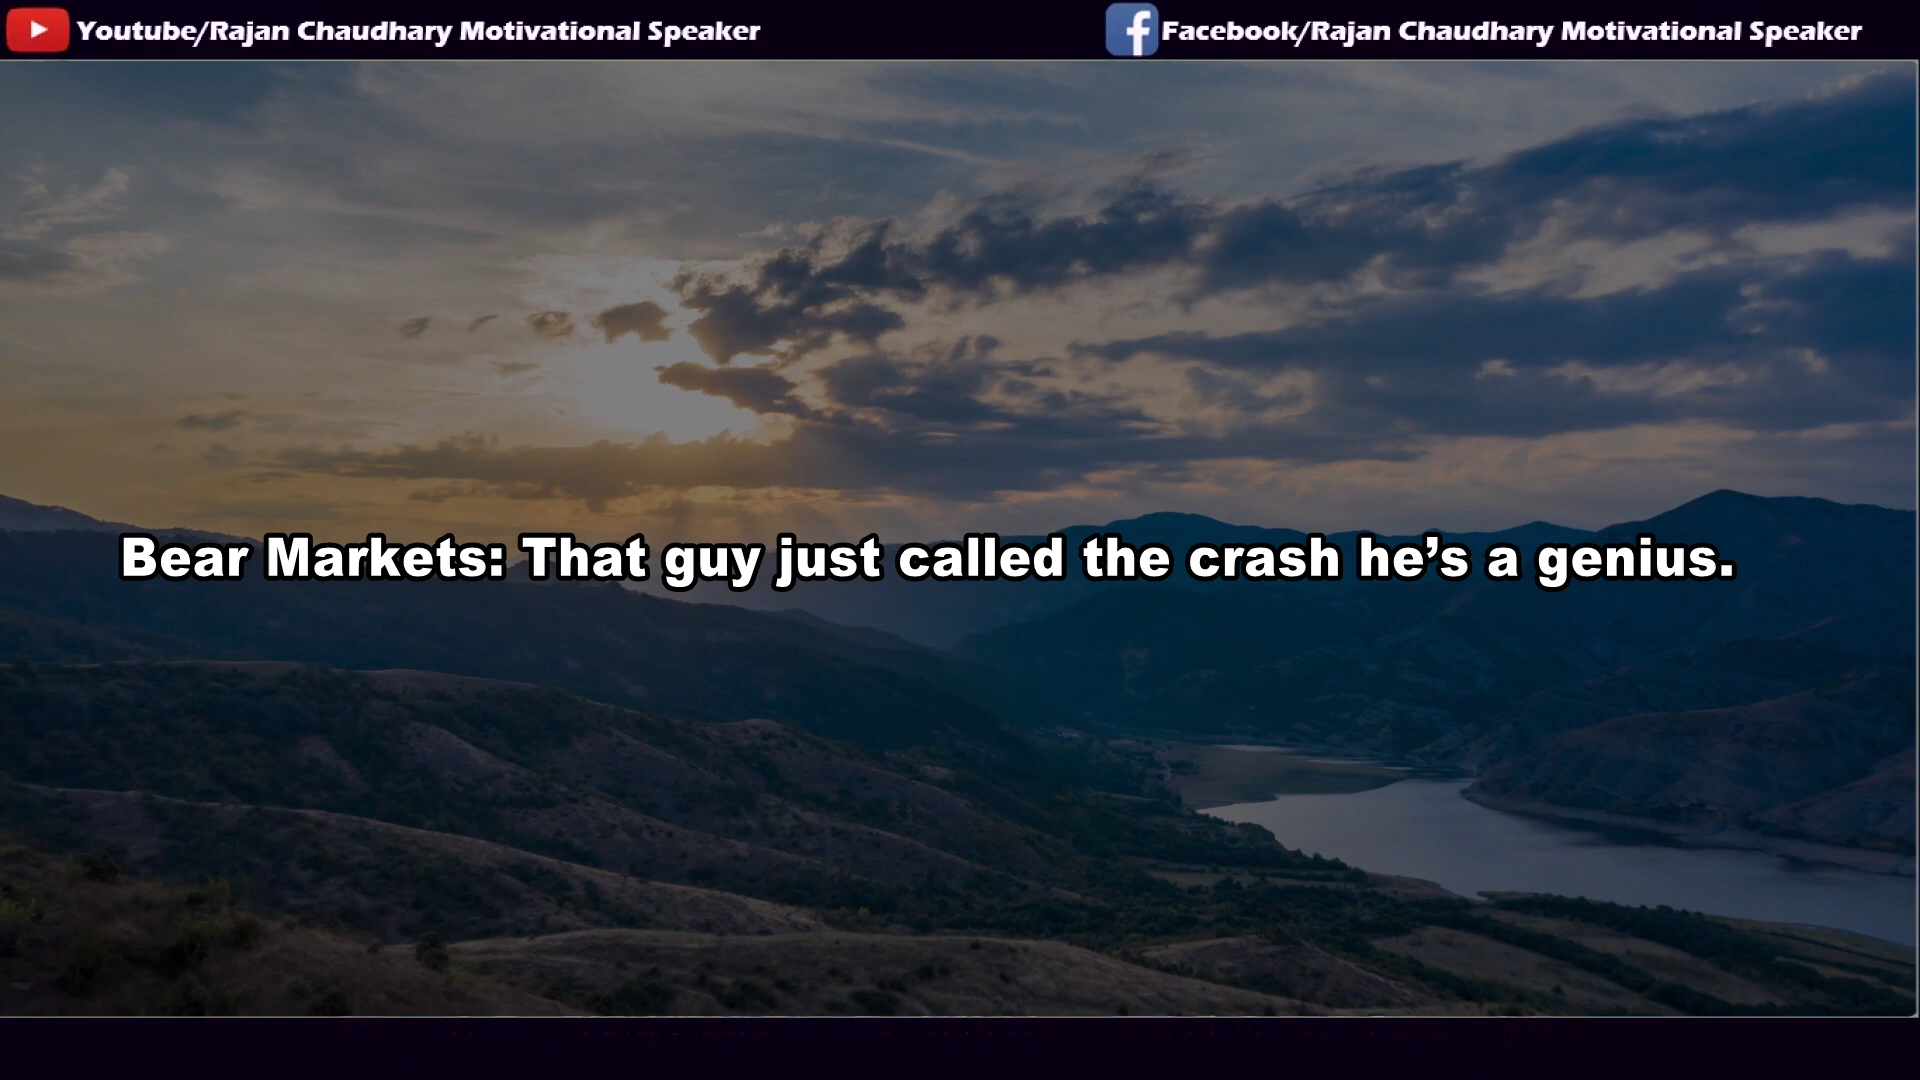 Youtube/Rajan Chaudhary Motivational Speaker
Facebook/Rajan Chaudhary Motivational Speaker
Bear Markets: That guy just called the crash he’s a genius.